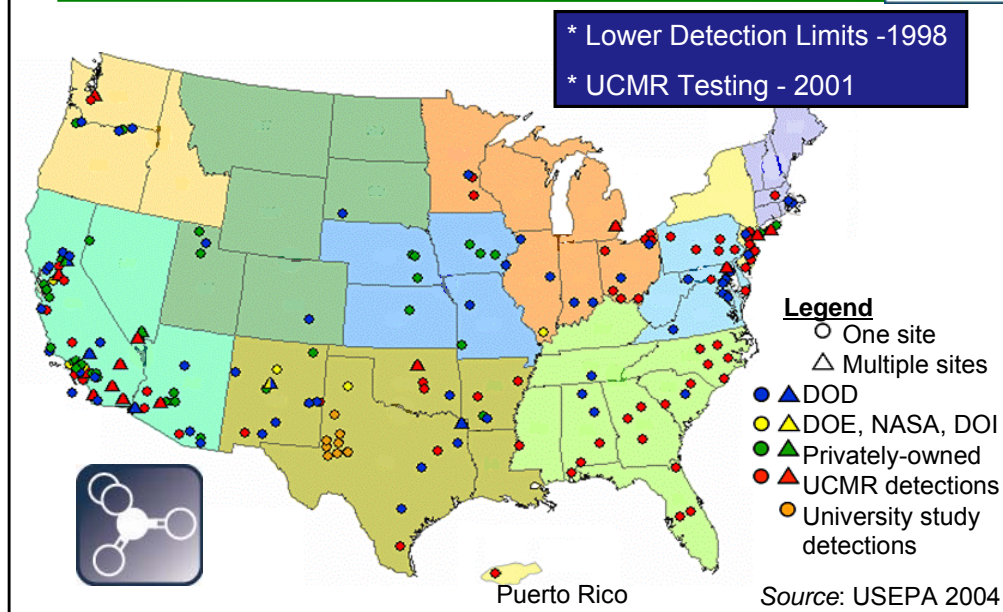 * Lower Detection Limits -1998
* UCMR Testing - 2001
Legend
One site
Multiple sites
DOD
DOE, NASA, DOI
Privately-owned
UCMR detections
University study
detections
Puerto Rico
Source: USEPA 2004